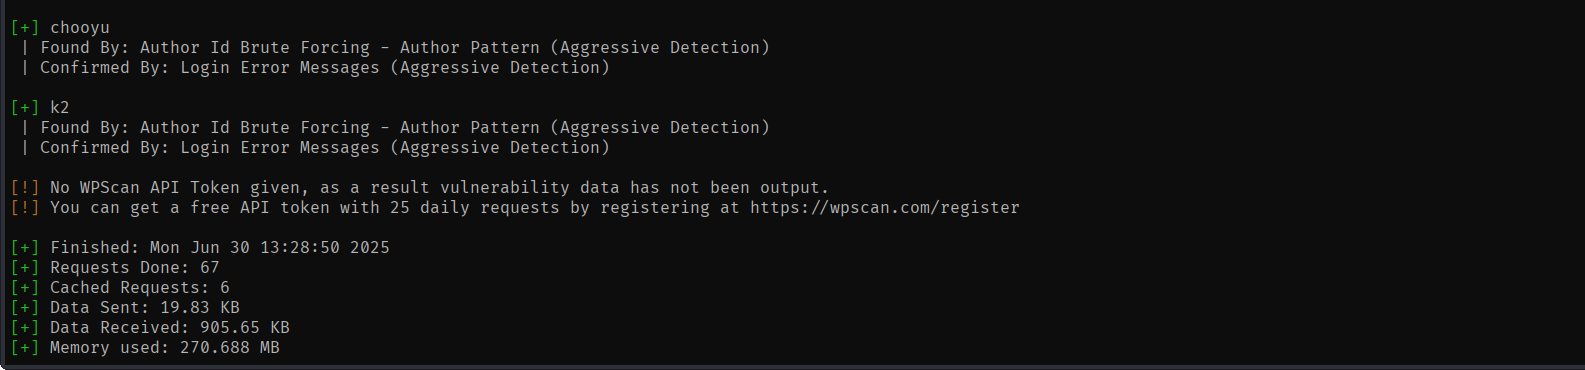 [+] chooyu
 | Found By: Author Id Brute Forcing - Author Pattern (Aggressive Detection)
 | Confirmed By: Login Error Messages (Aggressive Detection)
[+] k2
 | Found By: Author Id Brute Forcing - Author Pattern (Aggressive Detection)
 | Confirmed By: Login Error Messages (Aggressive Detection)
[!] No WPScan API Token given, as a result vulnerability data has not been output.
[!] You can get a free API token with 25 daily requests by registering at https://wpscan.com/register
[+] Finished: Mon Jun 30 13:28:50 2025
[+] Requests Done: 67
[+] Cached Requests: 6
[+] Data Sent: 19.83 KB
[+] Data Received: 905.65 KB
[+] Memory used: 270.688 MB